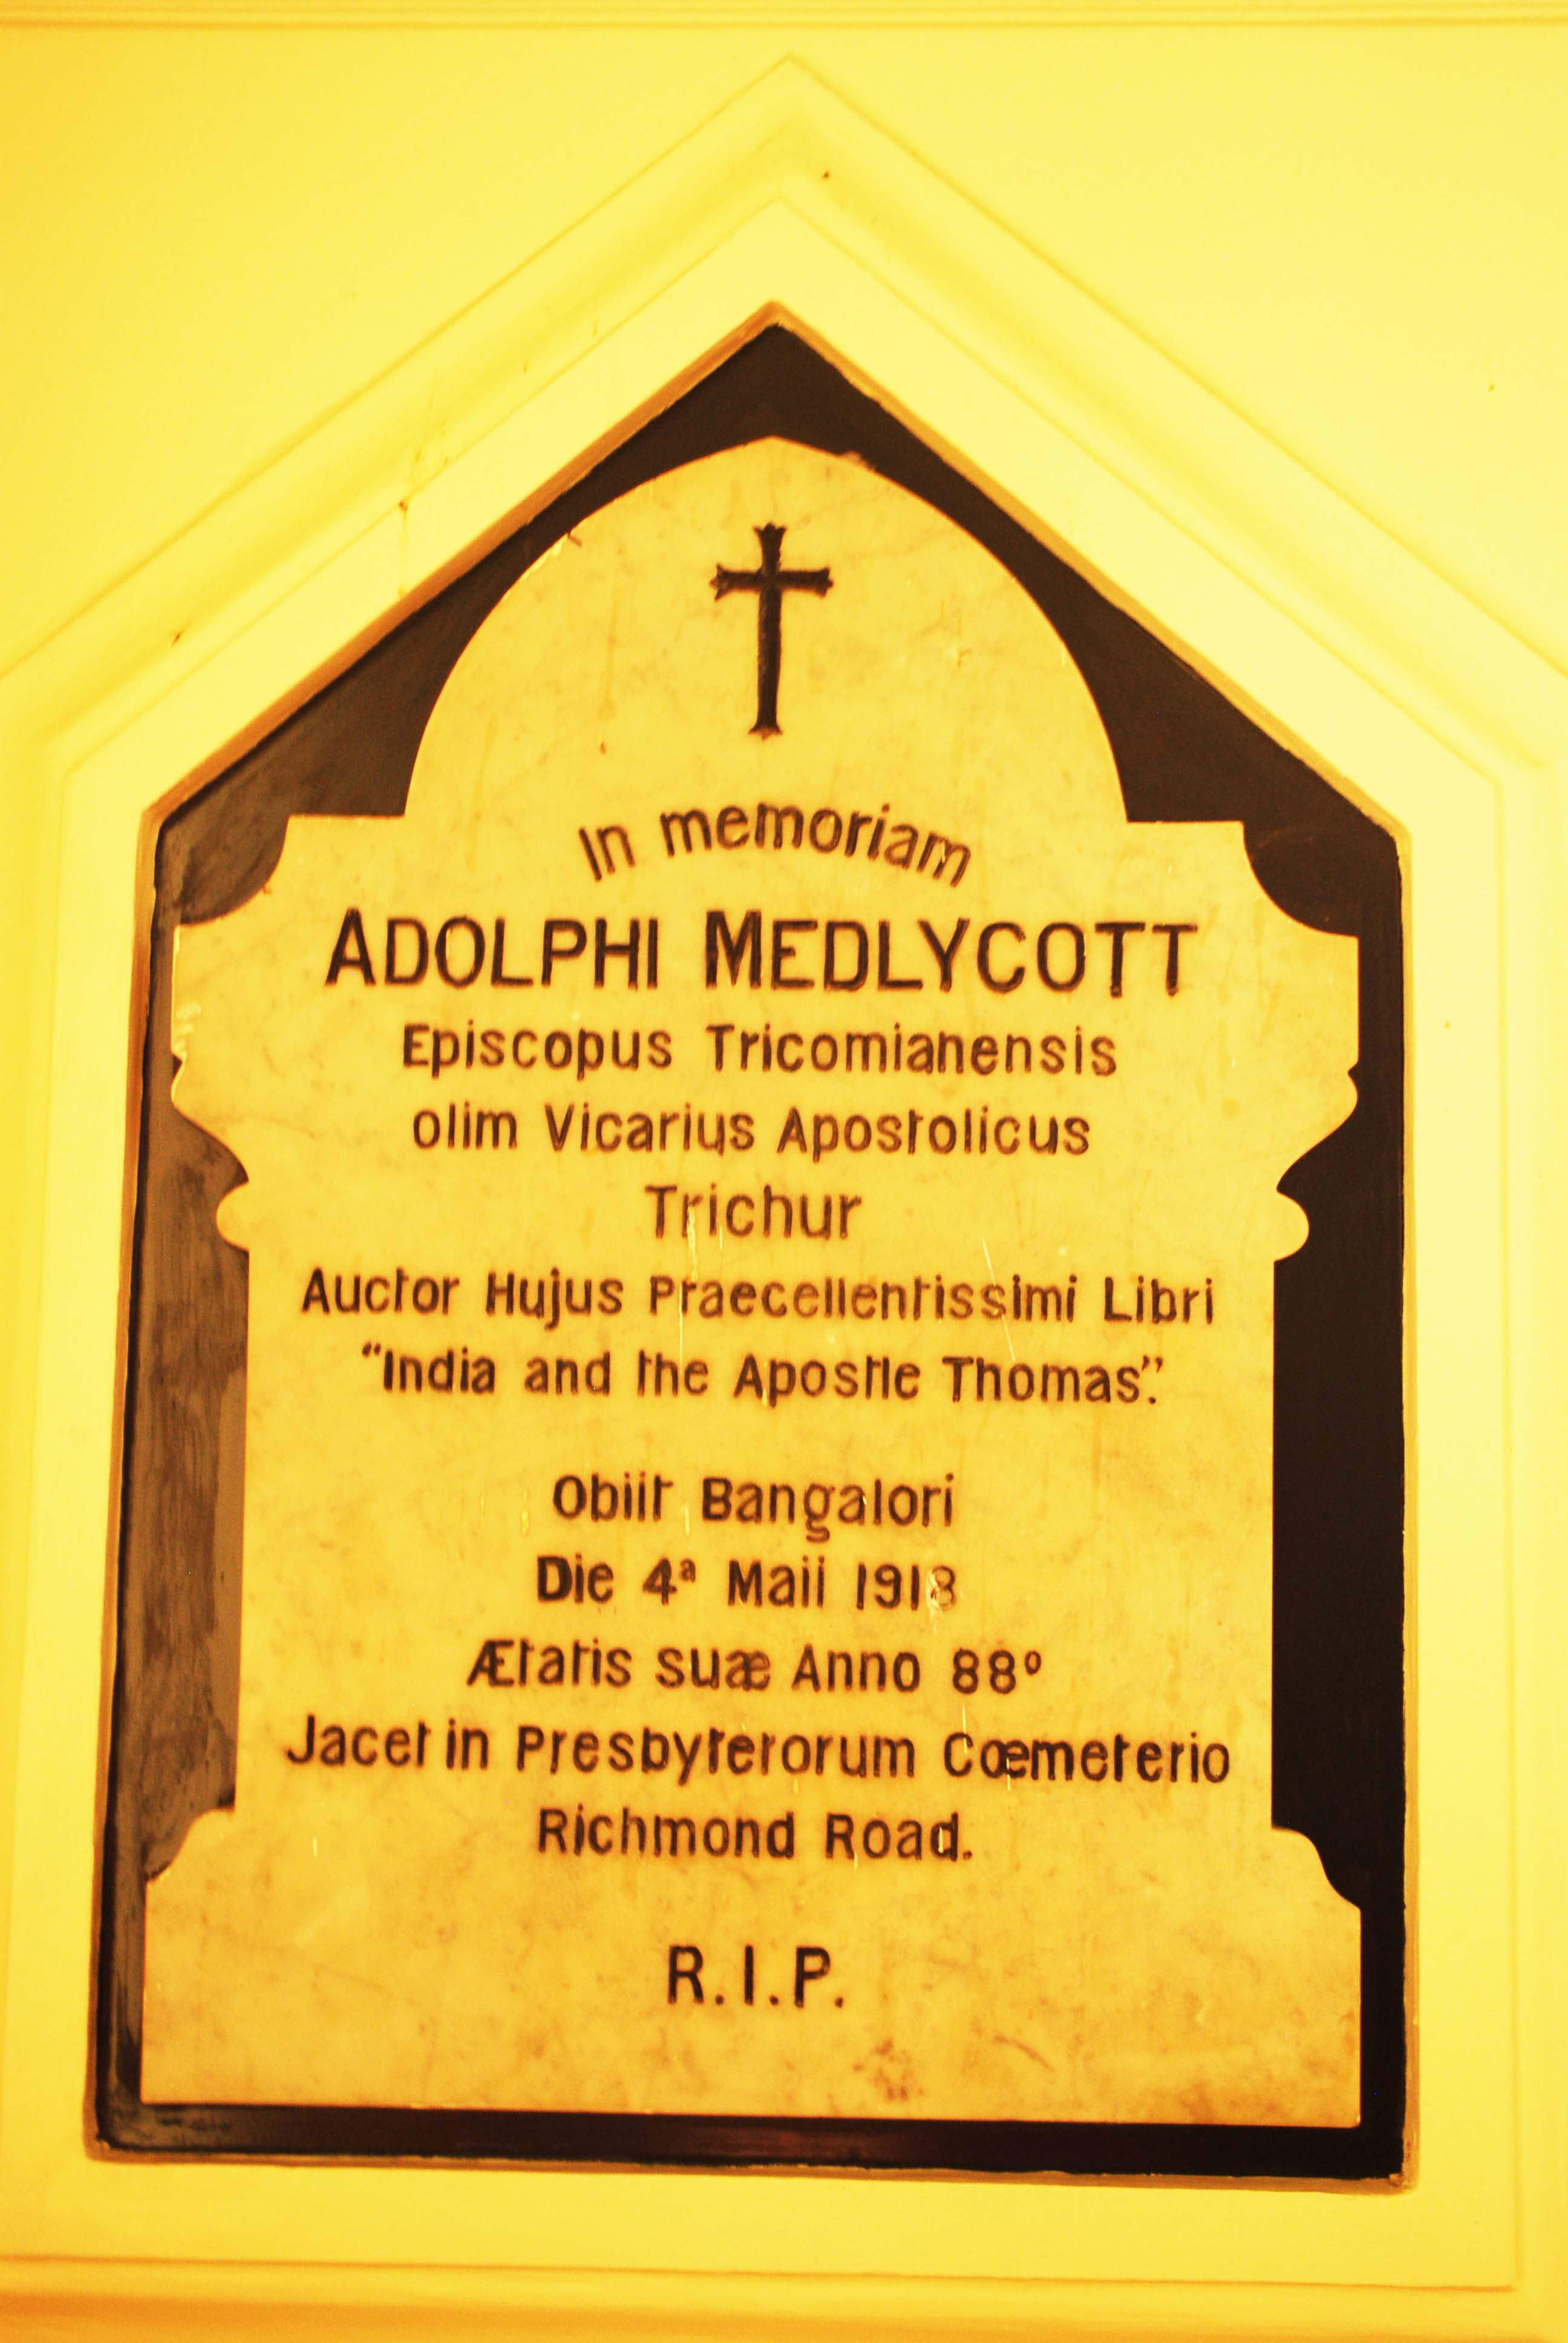 In memoriam
ADOLPHI MEDLYCOTT
Episcopus Tricomianensis
olim Vicarius Apostolicus
Trichur
Auctor Hujus Praecellentissimi Libri
“India and the Apostle Thomas”.
Obiit Bangalori
Die 4ª Maii 1918
Ætatis suæ Anno 88º
Jacet in Presbyterorum Cœmeterio
Richmond Road.
R.I.P.